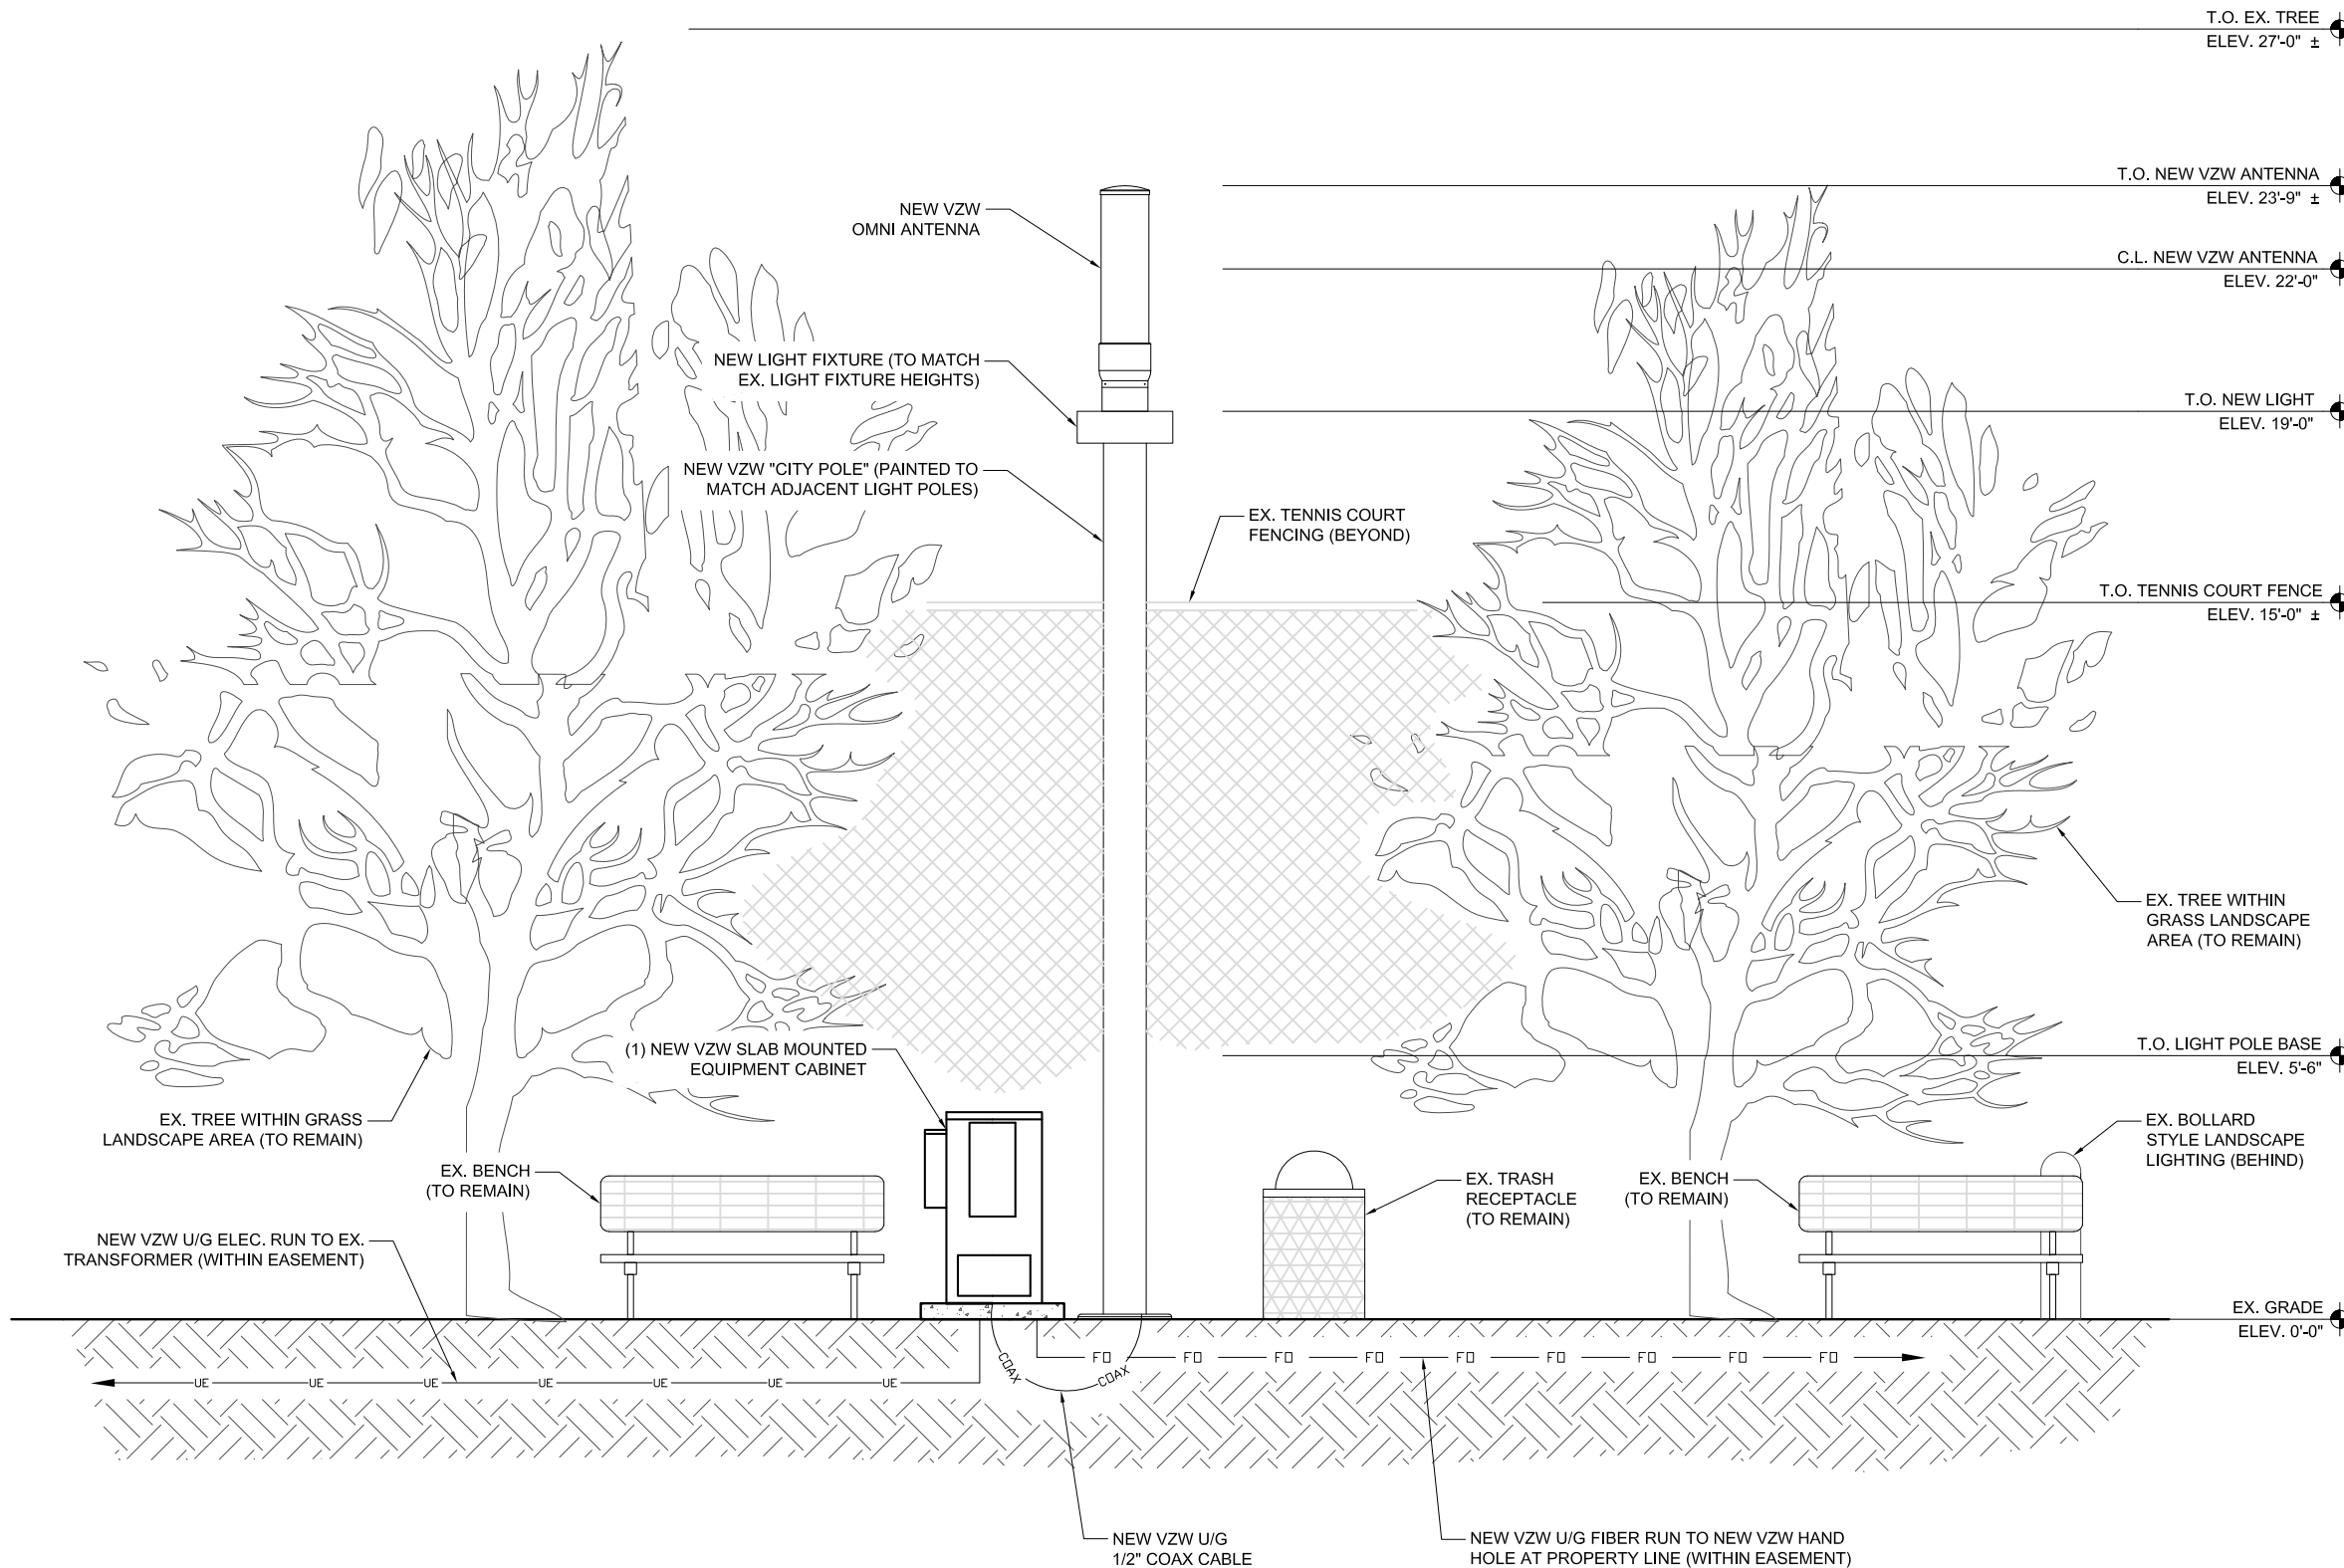 T.O. EX. TREE
ELEV. 27'-0" ±
T.O. NEW VZW ANTENNA
ELEV. 23'-9" ±
NEW VZW
OMNI ANTENNA
C.L. NEW VZW ANTENNA
ELEV. 22'-0"
NEW LIGHT FIXTURE (TO MATCH
EX. LIGHT FIXTURE HEIGHTS)
T.O. NEW LIGHT
ELEV. 19'-0"
NEW VZW "CITY POLE" (PAINTED TO
MATCH ADJACENT LIGHT POLES)
EX. TENNIS COURT
FENCING (BEYOND)
T.O. TENNIS COURT FENCE
ELEV. 15'-0" ±
EX. TREE WITHIN
GRASS LANDSCAPE
AREA (TO REMAIN)
(1) NEW VZW SLAB MOUNTED
EQUIPMENT CABINET
T.O. LIGHT POLE BASE
ELEV. 5'-6"
EX. TREE WITHIN GRASS
LANDSCAPE AREA (TO REMAIN)
EX. BOLLARD
STYLE LANDSCAPE
LIGHTING (BEHIND)
EX. BENCH
(TO REMAIN)
EX. TRASH
RECEPTACLE
(TO REMAIN)
EX. BENCH
(TO REMAIN)
NEW VZW U/G ELEC. RUN TO EX.
TRANSFORMER (WITHIN EASEMENT)
EX. GRADE
ELEV. 0'-0"
FO FO FO FO FO FO FO FO FO
UE UE UE UE UE UE UE
COAX COAX
NEW VZW U/G
1/2" COAX CABLE
NEW VZW U/G FIBER RUN TO NEW VZW HAND
HOLE AT PROPERTY LINE (WITHIN EASEMENT)